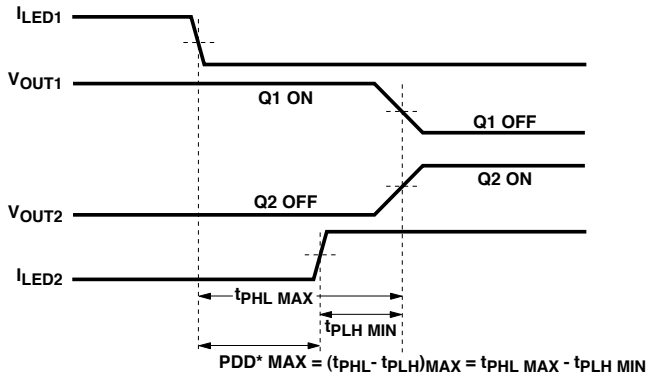 ILED1
VOUT1
Q1 ON
Q1 OFF
Q2 ON
Q2 OFF
VOUT2
ILED2
tPHL MAX
tPLH MIN
PDD* MAX = (tPHL- tPLH)MAX = tPHL MAX - tPLH MIN